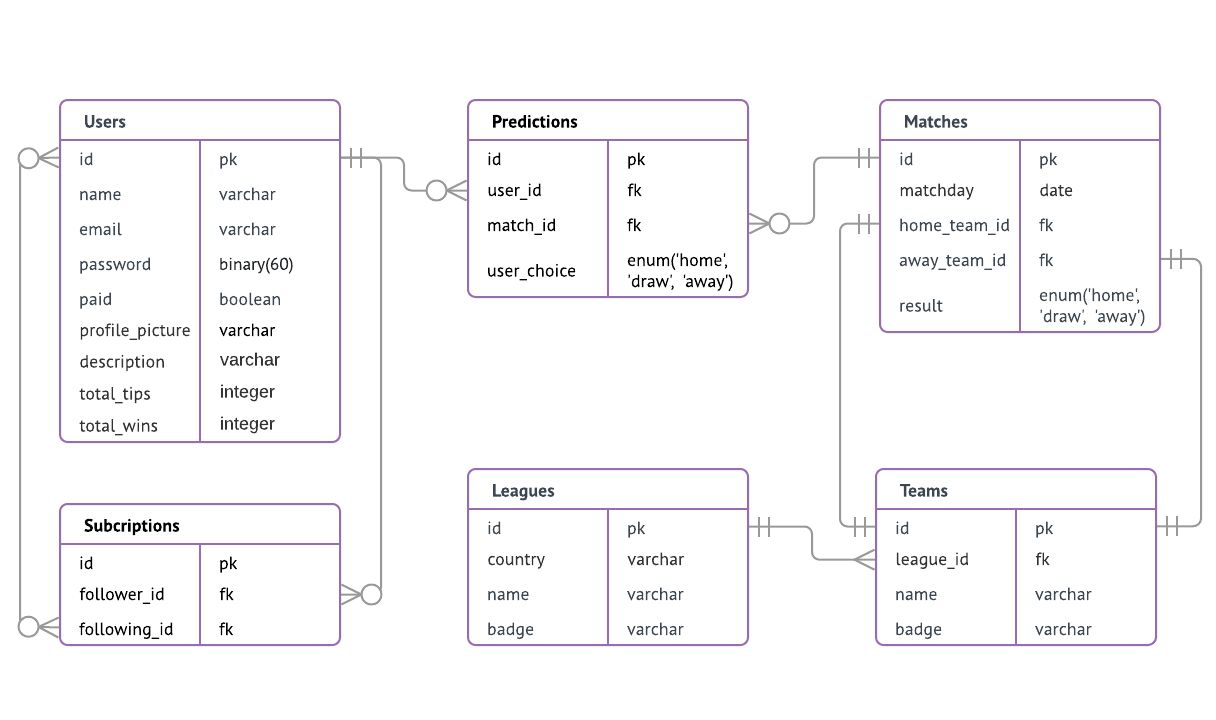 Users
id pk
name varchar
email varchar
password binary(60)
paid boolean
profile_picture varchar
description varchar
total_tips integer
total_wins integer
Predictions
id pk
user_id fk
match_id fk
user_choice enum('home',
'draw', 'away')
Matches
id pk
matchday date
home_team_id fk
away_team_id fk
result enum('home',
'draw', 'away')
Subcriptions
id pk
follower_id fk
following_id fk
Leagues
id pk
country varchar
name varchar
badge varchar
Teams
id pk
league_id fk
name varchar
badge varchar